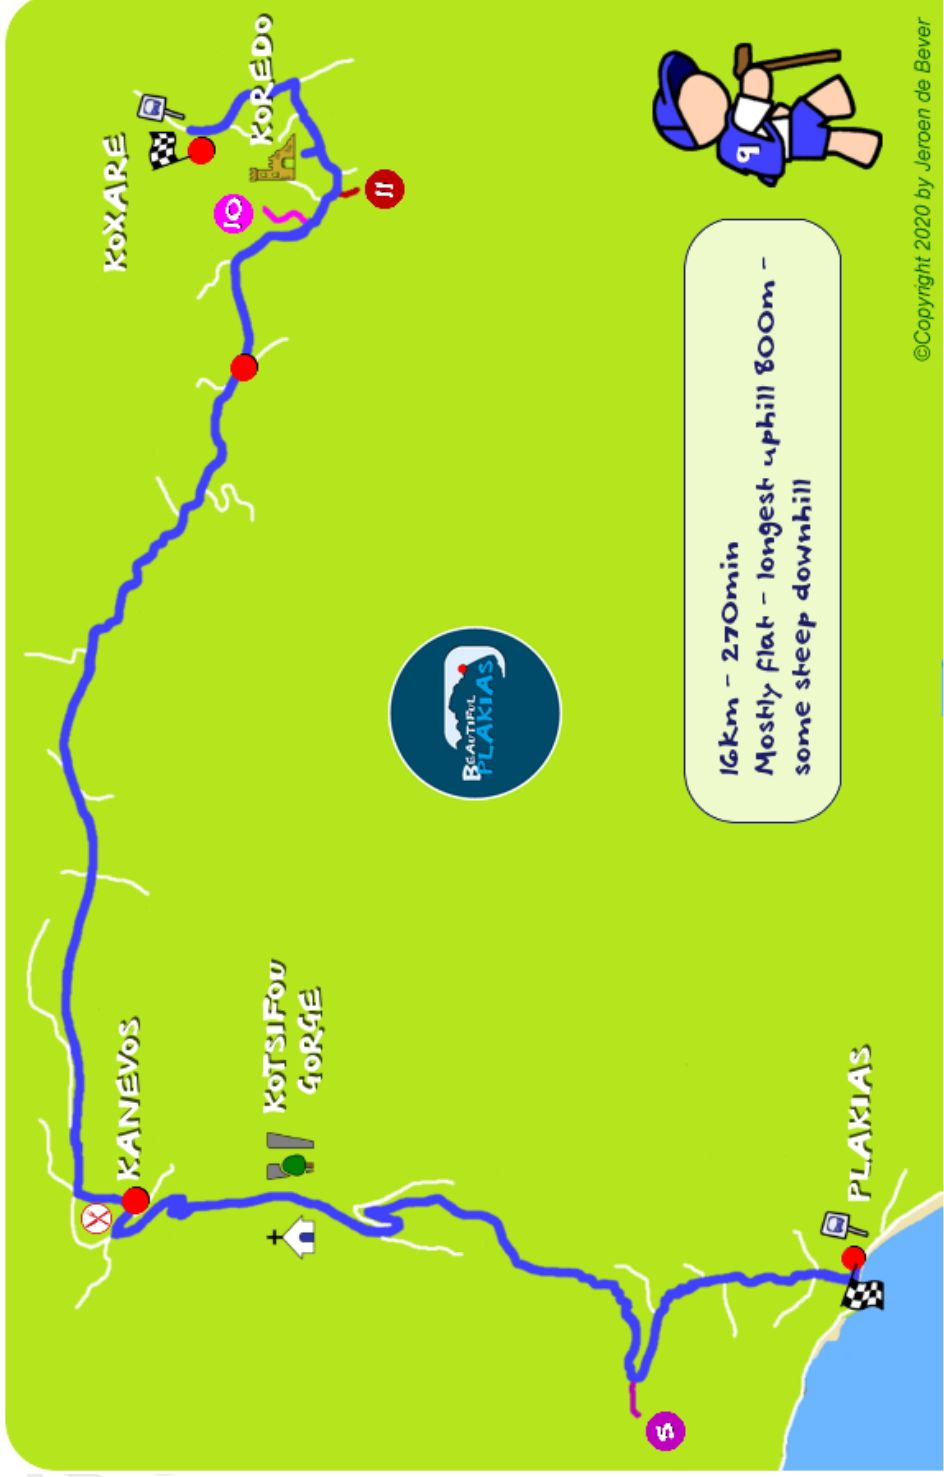 KOXARE
KOREDO
10
11
9
KANEVOS
KOTSIFOU
GORGE
BEAUTIFUL
PLAKIAS
16km - 270min
Mostly flat - longest uphill 800m -
some steep downhill
5
PLAKIAS
©Copyright 2020 by Jeroen de Bever